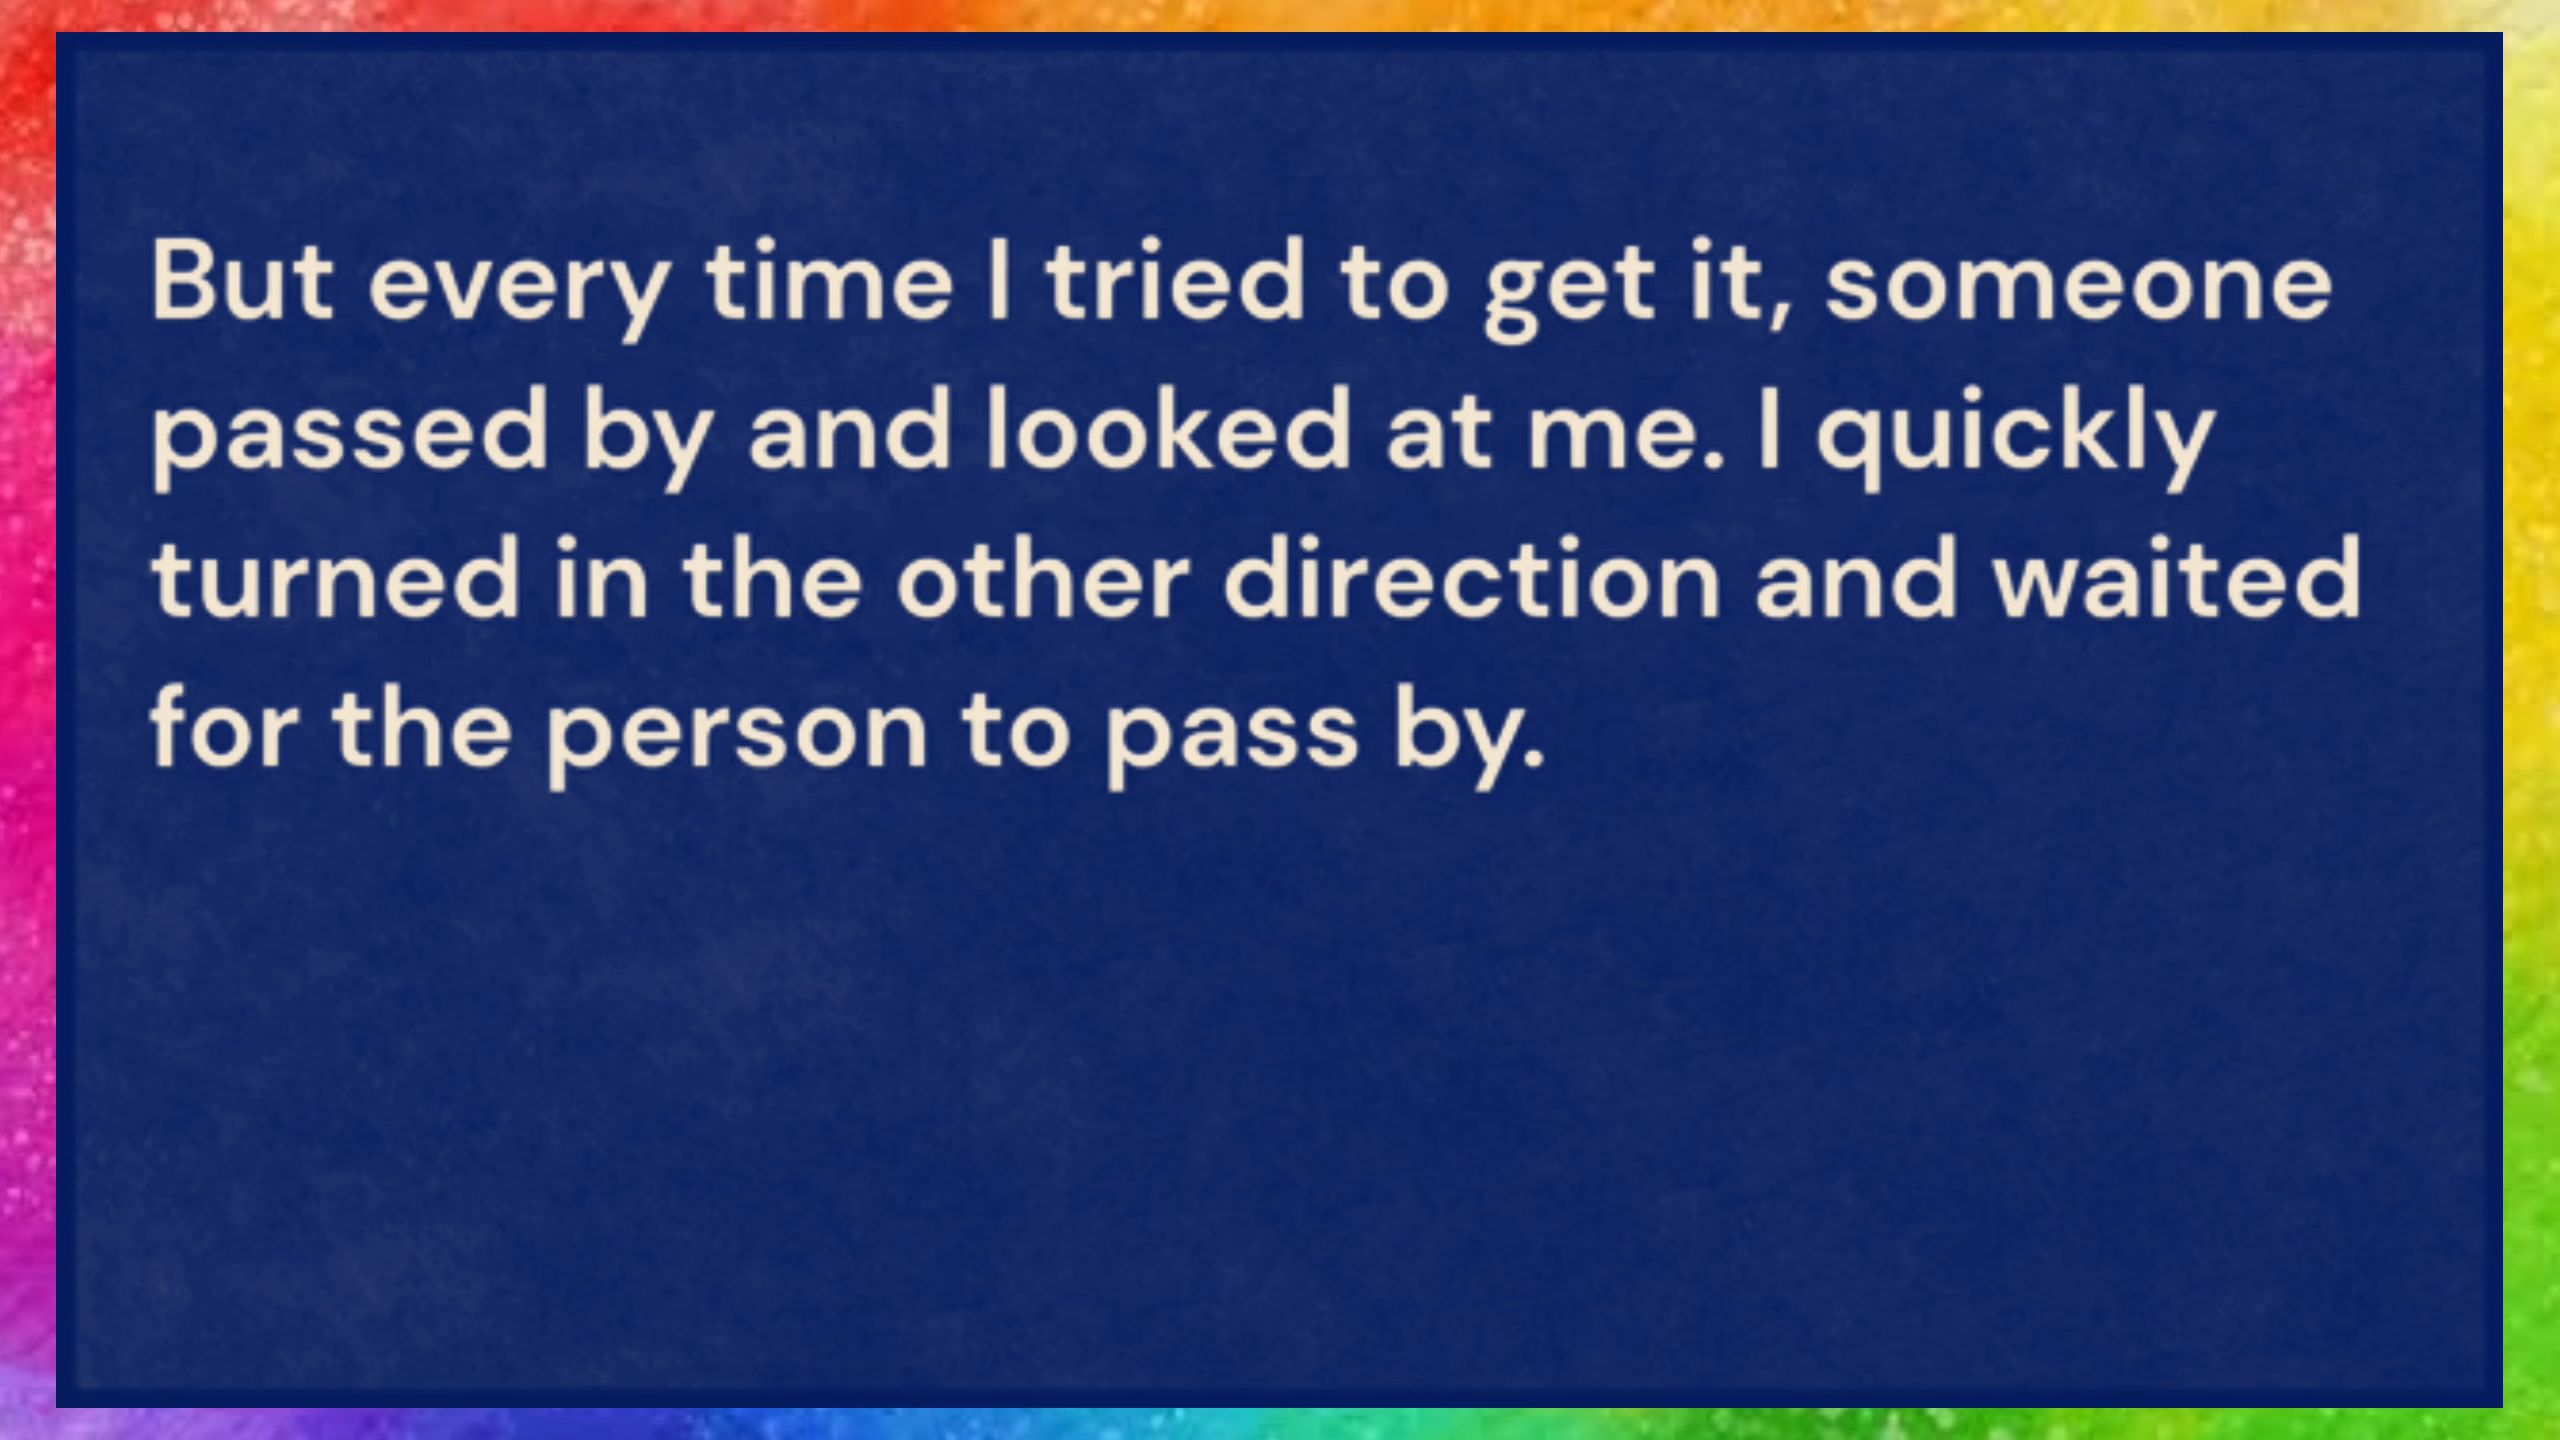 But every time I tried to get it, someone
passed by and looked at me. I quickly
turned in the other direction and waited
for the person to pass by.